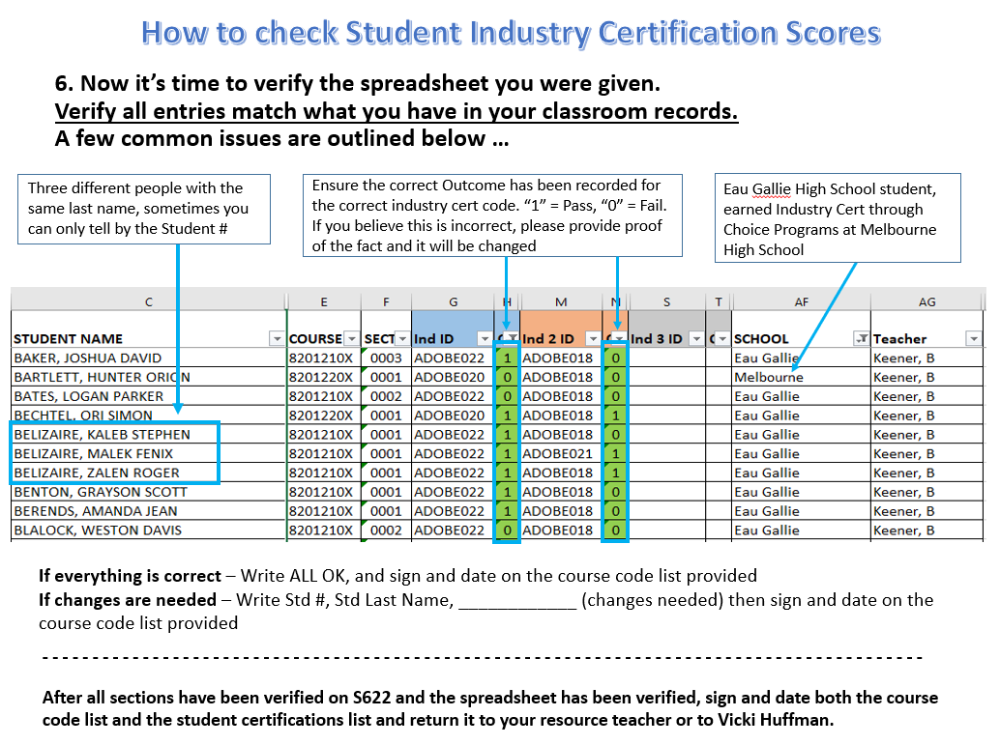 How to check Student Industry Certification Scores
6. Now it's time to verify the spreadsheet you were given.
Verify all entries match what you have in your classroom records.
A few common issues are outlined below ...
Three different people with the
same last name, sometimes you
can only tell by the Student #
Ensure the correct Outcome has been recorded for
the correct industry cert code. “1” = Pass, “0” = Fail.
If you believe this is incorrect, please provide proof
of the fact and it will be changed
Eau Gallie High School student,
earned Industry Cert through
Choice Programs at Melbourne
High School
C E F G H M N S T AF AG
STUDENT NAME COURSE SECT Ind ID Ind 2 ID Ind 3 ID SCHOOL Teacher
BAKER, JOSHUA DAVID 8201210X 0003 ADOBE022 1 ADOBE018 0 Eau Gallie Keener, B
BARTLETT, HUNTER ORION 8201220X 0001 ADOBE020 0 ADOBE018 0 Melbourne Keener, B
BATES, LOGAN PARKER 8201210X 0002 ADOBE022 0 ADOBE018 0 Eau Gallie Keener, B
BECHTEL, ORI SIMON 8201220X 0001 ADOBE020 1 ADOBE018 1 Eau Gallie Keener, B
BELIZAIRE, KALEB STEPHEN 8201210X 0001 ADOBE022 1 ADOBE018 0 Eau Gallie Keener, B
BELIZAIRE, MALEK FENIX 8201210X 0001 ADOBE022 1 ADOBE021 1 Eau Gallie Keener, B
BELIZAIRE, ZALEN ROGER 8201210X 0001 ADOBE022 1 ADOBE018 1 Eau Gallie Keener, B
BENTON, GRAYSON SCOTT 8201210X 0001 ADOBE022 1 ADOBE018 0 Eau Gallie Keener, B
BERENDS, AMANDA JEAN 8201210X 0001 ADOBE022 1 ADOBE018 0 Eau Gallie Keener, B
BLALOCK, WESTON DAVIS 8201210X 0002 ADOBE022 0 ADOBE018 0 Eau Gallie Keener, B
If everything is correct – Write ALL OK, and sign and date on the course code list provided
If changes are needed – Write Std #, Std Last Name, ____________ (changes needed) then sign and date on the
course code list provided
After all sections have been verified on S622 and the spreadsheet has been verified, sign and date both the course
code list and the student certifications list and return it to your resource teacher or to Vicki Huffman.